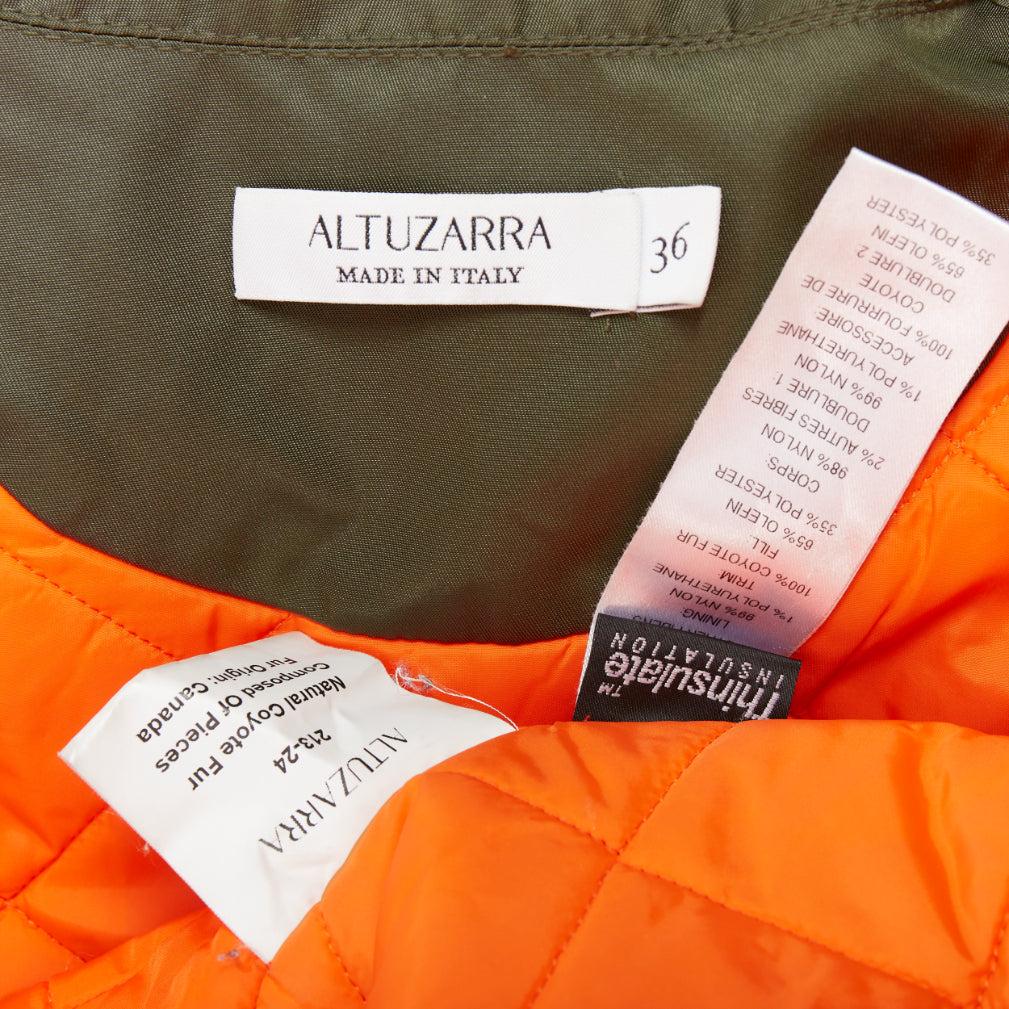 ALTUZARRA
MADE IN ITALY
36
LINING
99% NYLON
1% POLYURETHANE
TRIM:
100% COYOTE FUR
FILL:
65% OLEFIN
35% POLYESTER
CORPS:
98% NYLON
2% AUTRES FIBRES
DOUBLURE 1:
99% NYLON
1% POLYURETHANE
ACCESSOIRE:
100% FOURRURE DE
COYOTE
DOUBLURE 2
65% OLEFIN
35% POLYESTER
Thinsulate™
INSULATION
ALTUZARRA
213-24
Natural Coyote Fur
Composed Of Pieces
Fur Origin: Canada